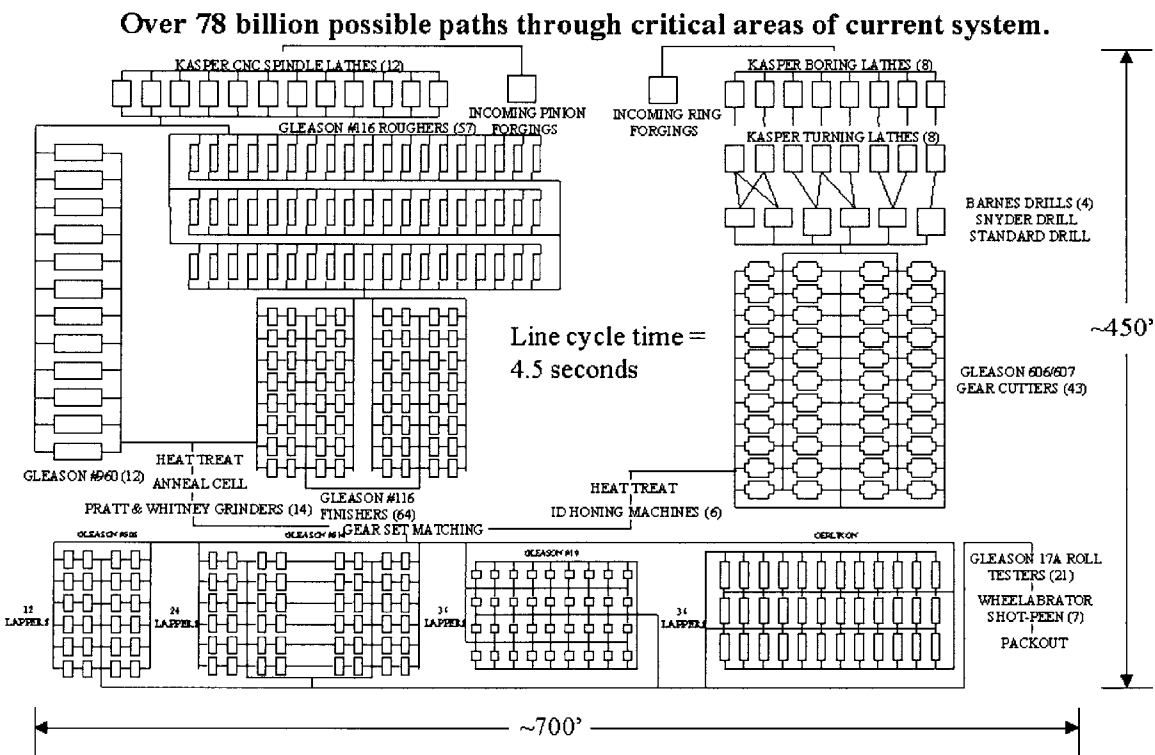 Over 78 billion possible paths through critical areas of current system.
KASPER CNC SPINDLE LATHES (12)
INCOMING PINION
FORGINGS
INCOMING RING
FORGINGS
KASPER BORING LATHES (8)
GLEASON #116 ROUGHERS (57)
KASPER TURNING LATHES (8)
BARNES DRILLS (4)
SNYDER DRILL
STANDARD DRILL
Line cycle time =
4.5 seconds
~450'
GLEASON 606/607
GEAR CUTTERS (43)
GLEASON #960 (12)
HEAT TREAT
ANNEAL CELL
PRATT & WHITNEY GRINDERS (14)
GLEASON #116
FINISHERS (64)
HEAT TREAT
ID HONING MACHINES (6)
GEAR SET MATCHING
GLEASON
GLEASON
GLEASON #19
OERLIKON
12
LAPPERS
24
LAPPERS
LAPPERS
LAPPERS
GLEASON 17A ROLL
TESTERS (21)
WHEELABRATOR
SHOT-PEEN (7)
PACKOUT
~700'